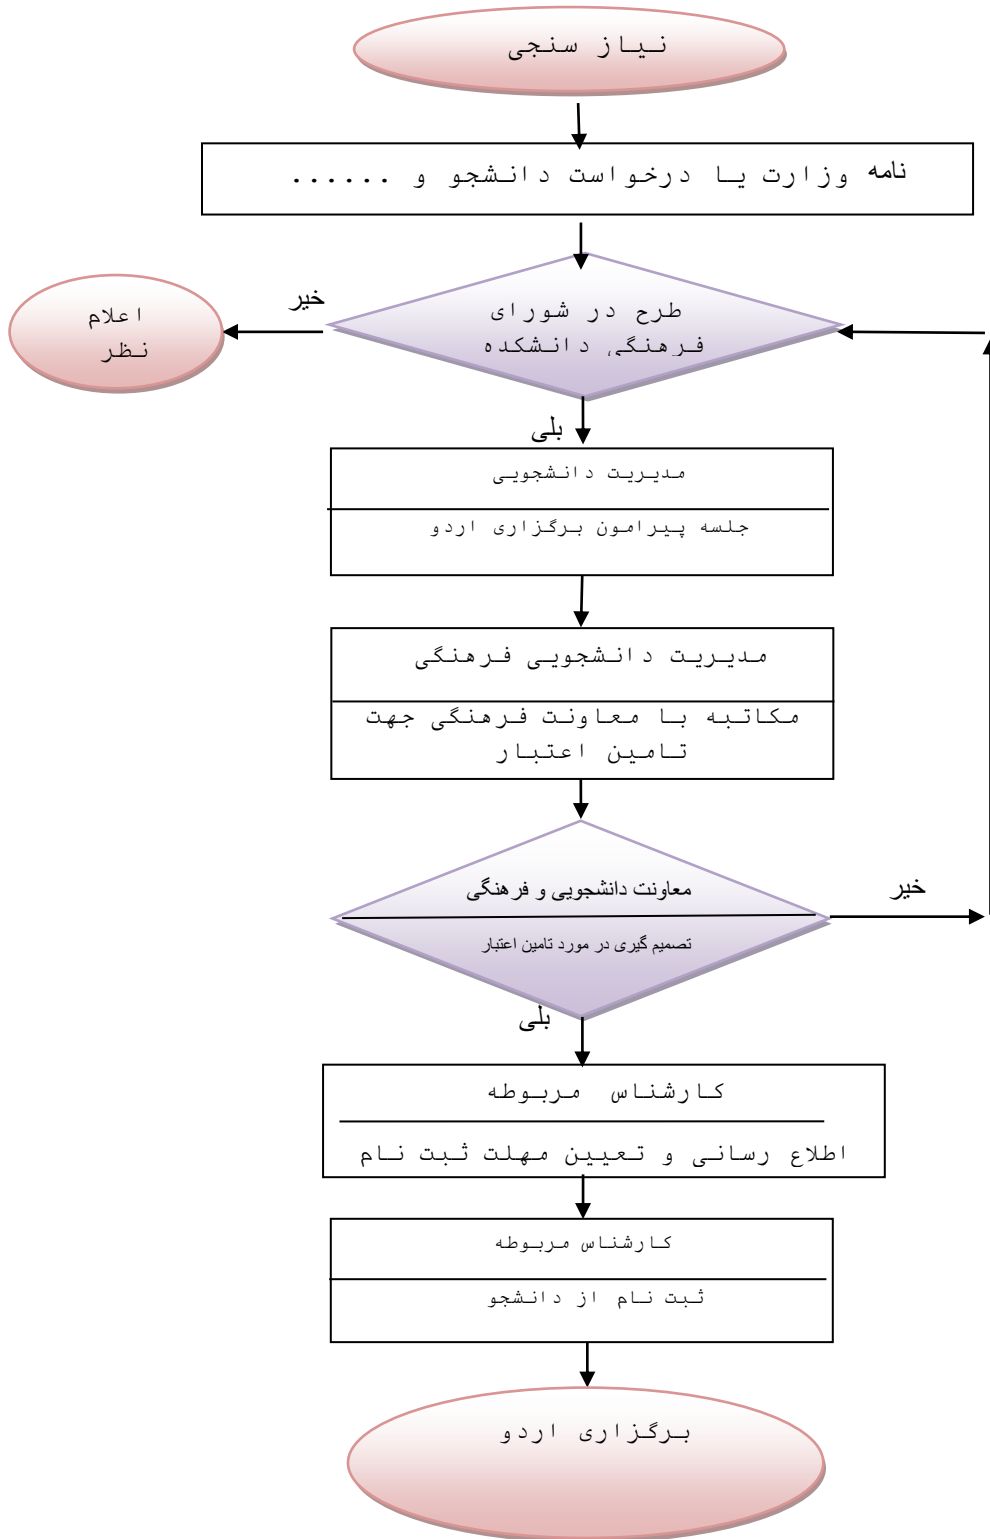 نیاز سنجی
نامه وزارت یا درخواست دانشجو و ......
طرح در شورای
فرهنگی دانشکده
خیر
اعلام
نظر
بلی
مدیریت دانشجویی
جلسه پیرامون برگزاری اردو
مدیریت دانشجویی فرهنگی
مکاتبه با معاونت فرهنگی جهت
تامین اعتبار
معاونت دانشجویی و فرهنگی
تصمیم گیری در مورد تامین اعتبار
خیر
بلی
کارشناس مربوطه
اطلاع رسانی و تعیین مهلت ثبت نام
کارشناس مربوطه
ثبت نام از دانشجو
برگزاری اردو